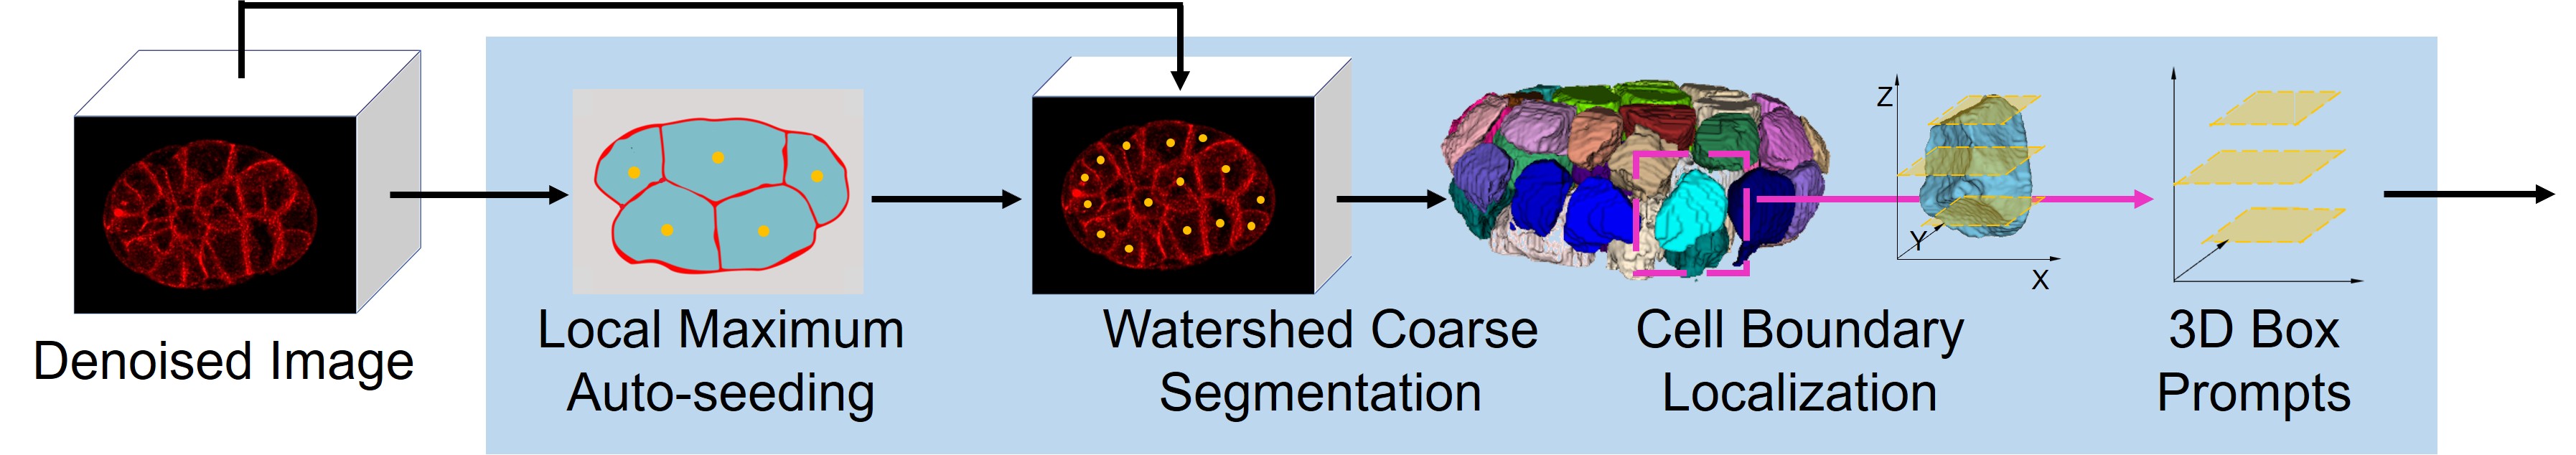 Denoised Image
Local Maximum
Auto-seeding
Watershed Coarse
Segmentation
Z
Y
X
Cell Boundary
Localization
3D Box
Prompts